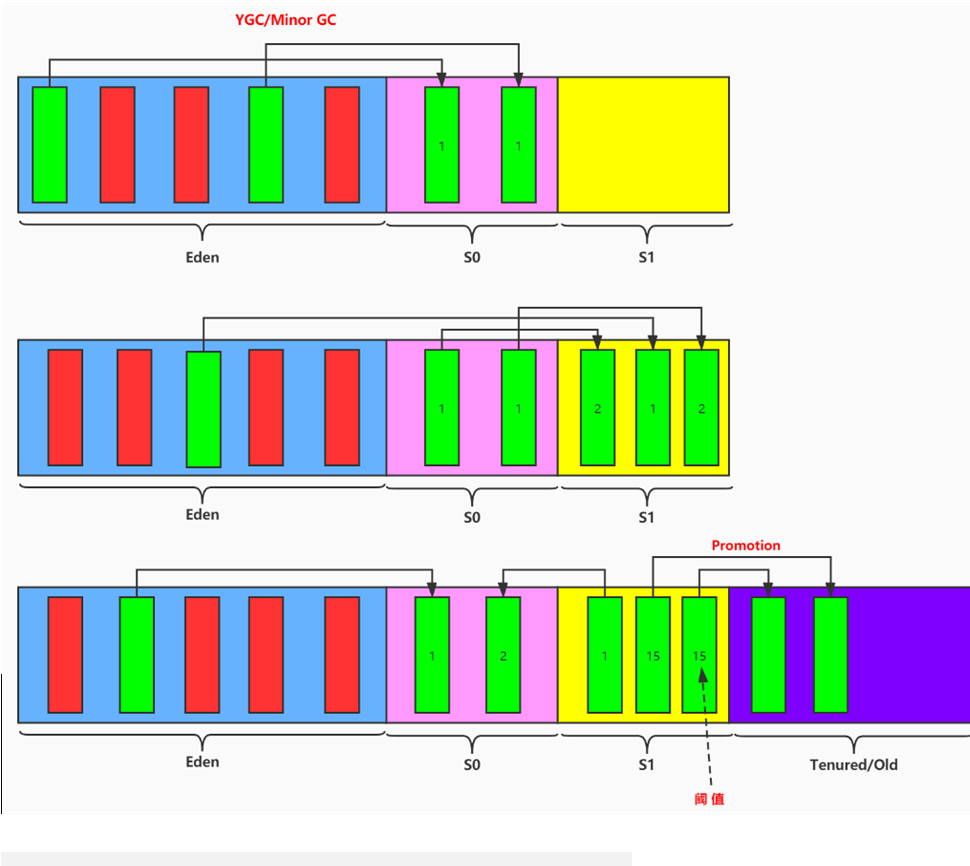 YGC/Minor GC
1 1
Eden S0 S1
1 1 2 1 2
Eden S0 S1
Promotion
1 2 1 15 15
Eden S0 S1 Tenured/Old
阈 值